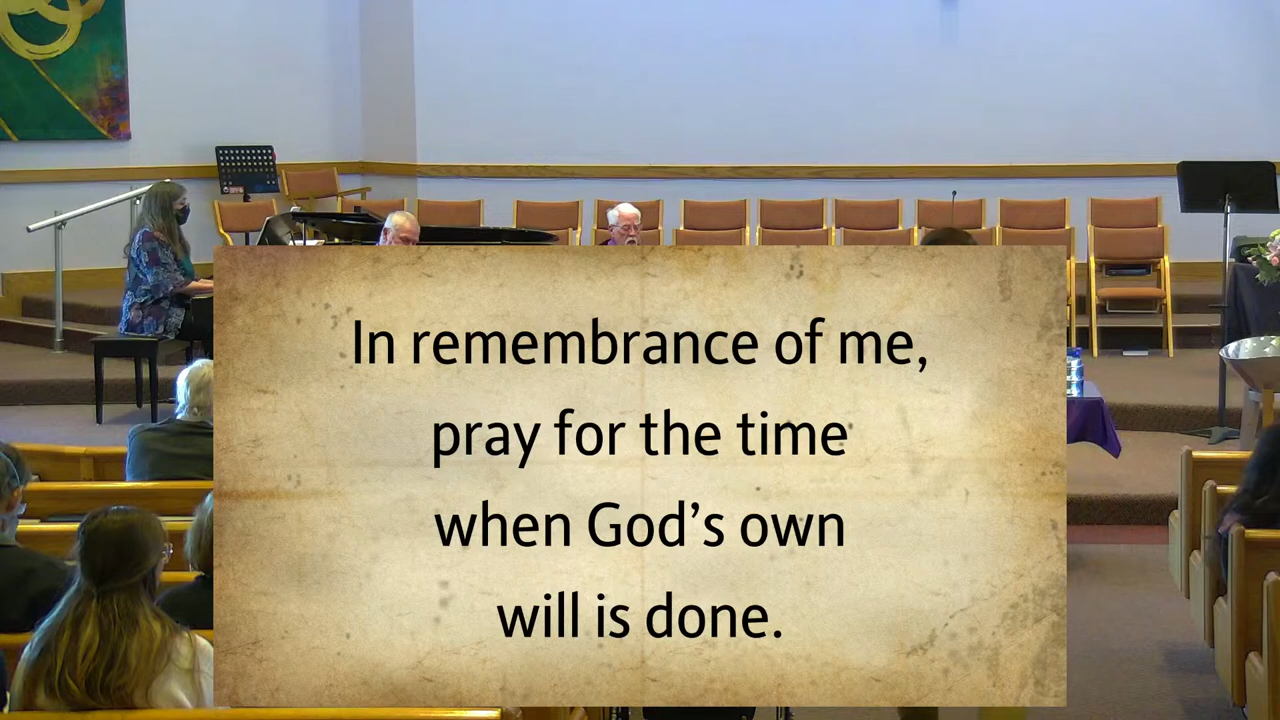 In remembrance of me,
pray for the time
when God’s own
will is done.